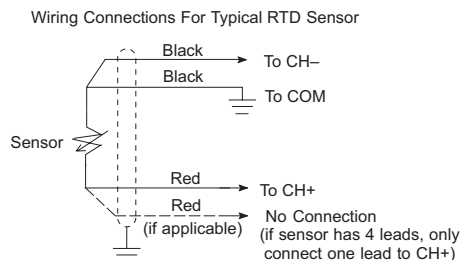 Wiring Connections For Typical RTD Sensor
Black
To CH–
Black
To COM
Sensor
Red
To CH+
Red
(if applicable)
No Connection
(if sensor has 4 leads, only
connect one lead to CH+)